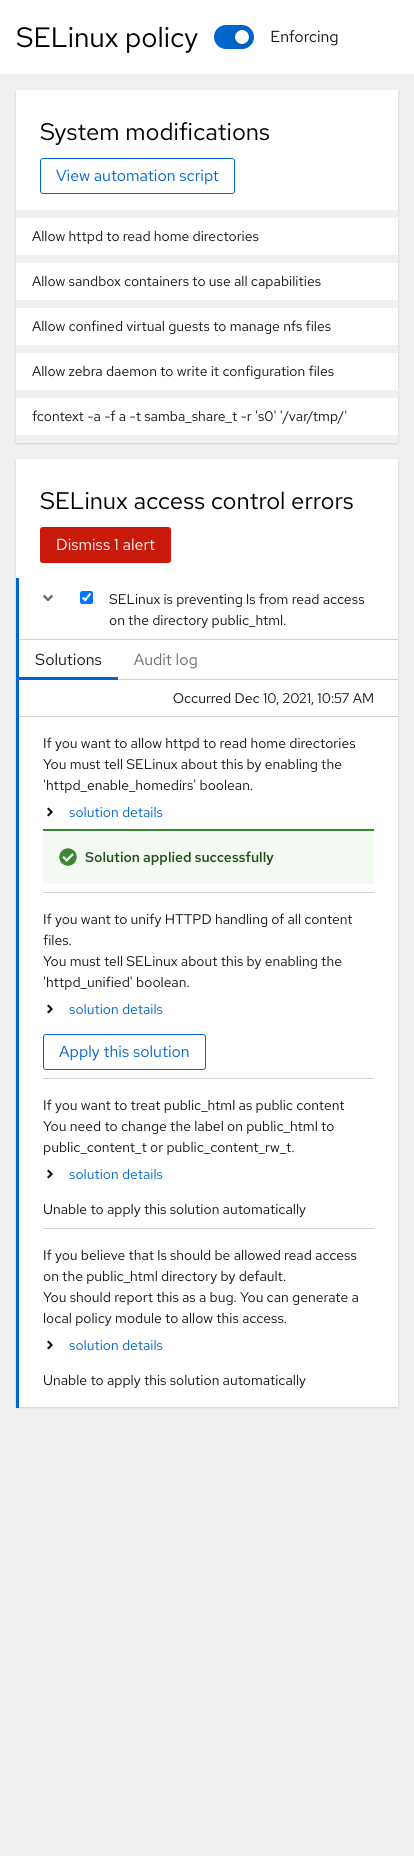 SELinux policy
Enforcing
System modifications
View automation script
Allow httpd to read home directories
Allow sandbox containers to use all capabilities
Allow confined virtual guests to manage nfs files
Allow zebra daemon to write it configuration files
fcontext -a -f a -t samba_share_t -r 's0' '/var/tmp/'
SELinux access control errors
Dismiss 1 alert
SELinux is preventing ls from read access
on the directory public_html.
Solutions
Audit log
Occurred Dec 10, 2021, 10:57 AM
If you want to allow httpd to read home directories
You must tell SELinux about this by enabling the
'httpd_enable_homedirs' boolean.
solution details
Solution applied successfully
If you want to unify HTTPD handling of all content
files.
You must tell SELinux about this by enabling the
'httpd_unified' boolean.
solution details
Apply this solution
If you want to treat public_html as public content
You need to change the label on public_html to
public_content_t or public_content_rw_t.
solution details
Unable to apply this solution automatically
If you believe that ls should be allowed read access
on the public_html directory by default.
You should report this as a bug. You can generate a
local policy module to allow this access.
solution details
Unable to apply this solution automatically